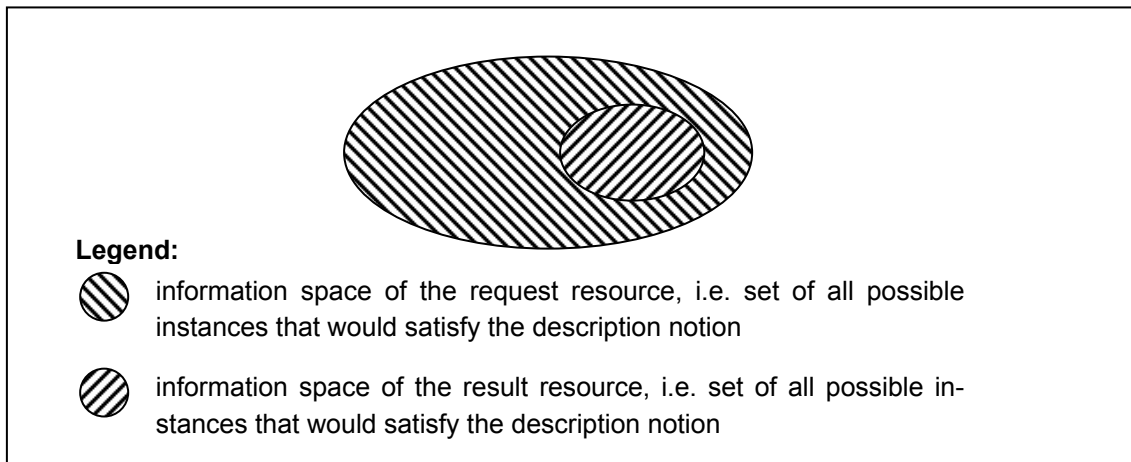 Legend:
information space of the request resource, i.e. set of all possible
instances that would satisfy the description notion
information space of the result resource, i.e. set of all possible in-
stances that would satisfy the description notion